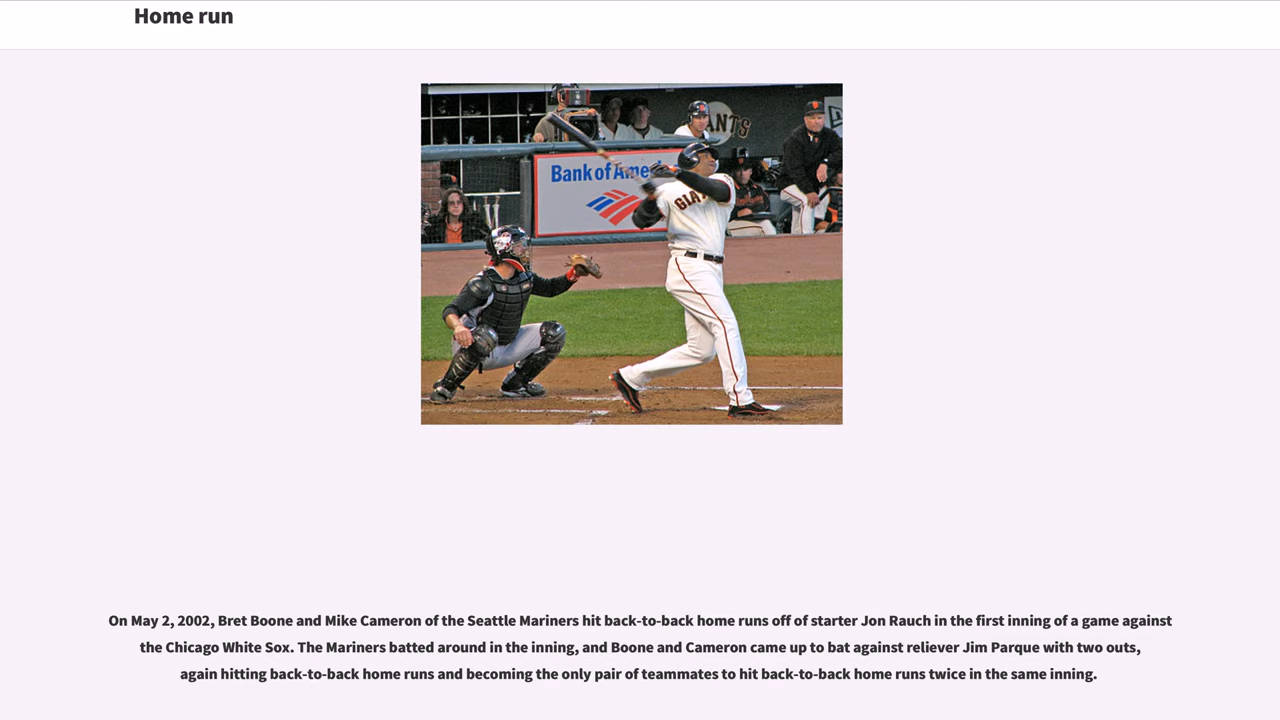 Home run
ANTS
Bank of Ame
GIA
On May 2, 2002, Bret Boone and Mike Cameron of the Seattle Mariners hit back-to-back home runs off of starter Jon Rauch in the first inning of a game against
the Chicago White Sox. The Mariners batted around in the inning, and Boone and Cameron came up to bat against reliever Jim Parque with two outs,
again hitting back-to-back home runs and becoming the only pair of teammates to hit back-to-back home runs twice in the same inning.